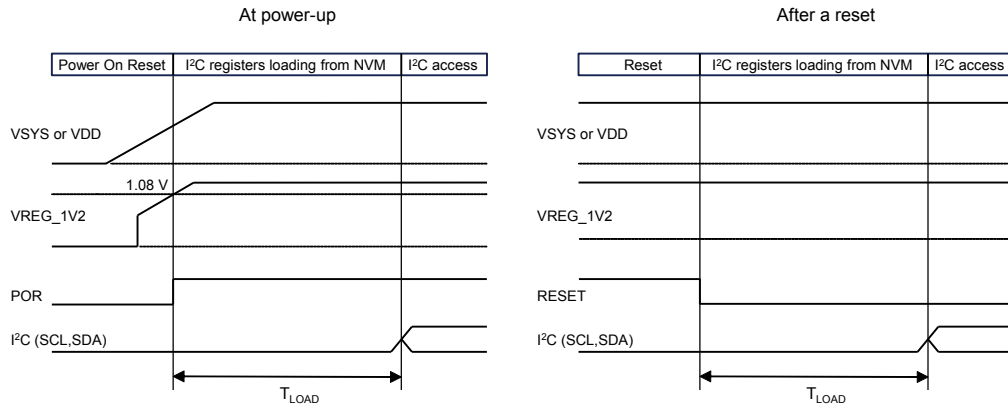 At power-up
Power On Reset I²C registers loading from NVM I²C access
VSYS or VDD
1.08 V
VREG_1V2
POR
I²C (SCL,SDA)
TLOAD
After a reset
Reset I²C registers loading from NVM I²C access
VSYS or VDD
VREG_1V2
RESET
I²C (SCL,SDA)
TLOAD